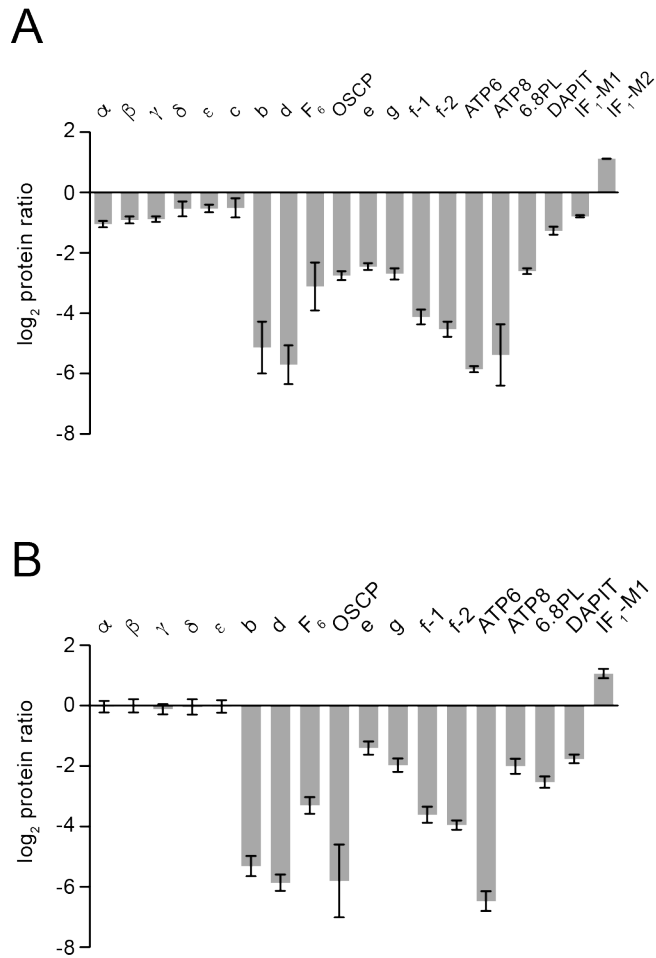 A
α β γ δ ε c b d F₆ OSCP e g f-1 f-2 ATP6 ATP8 6.8PL DAPIT IF₁-M1 IF₁-M2
2
0
-2
-4
-6
-8
log₂ protein ratio
B
α β γ δ ε b d F₆ OSCP e g f-1 f-2 ATP6 ATP8 6.8PL DAPIT IF₁-M1
2
0
-2
-4
-6
-8
log₂ protein ratio